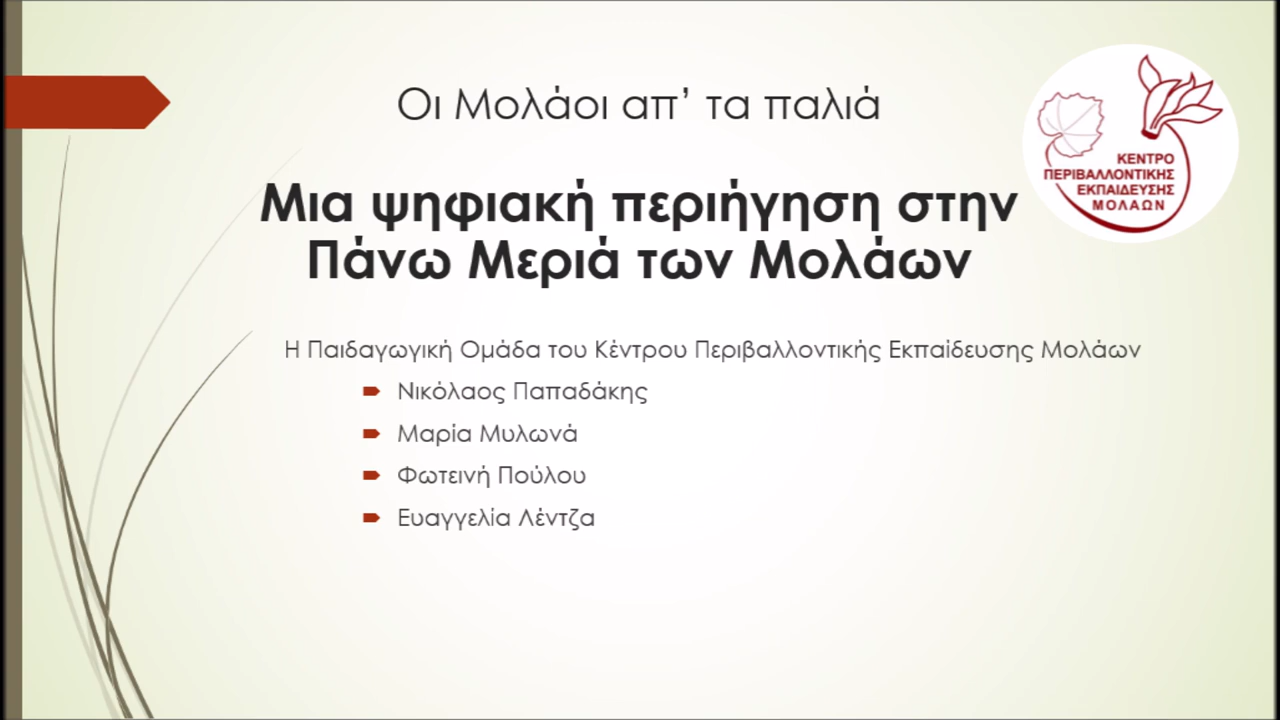 Οι Μολάοι απ’ τα παλιά
Μια ψηφιακή περιήγηση στην
Πάνω Μεριά των Μολάων
ΚΕΝΤΡΟ
ΠΕΡΙΒΑΛΛΟΝΤΙΚΗΣ
ΕΚΠΑΙΔΕΥΣΗΣ
ΜΟΛΑΩΝ
Η Παιδαγωγική Ομάδα του Κέντρου Περιβαλλοντικής Εκπαίδευσης Μολάων
Νικόλαος Παπαδάκης
Μαρία Μυλωνά
Φωτεινή Πούλου
Ευαγγελία Λέντζα